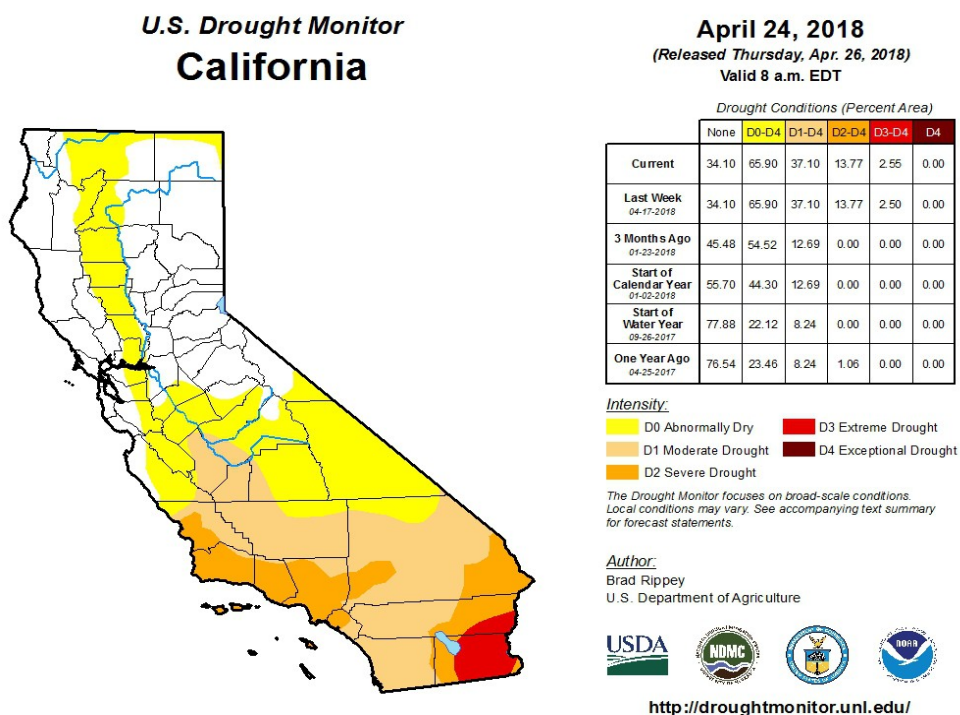 U.S. Drought Monitor
California
April 24, 2018
(Released Thursday, Apr. 26, 2018)
Valid 8 a.m. EDT
Drought Conditions (Percent Area)
None D0-D4 D1-D4 D2-D4 D3-D4 D4
Current 34.10 65.90 37.10 13.77 2.55 0.00
Last Week
04-17-2018 34.10 65.90 37.10 13.77 2.50 0.00
3 Months Ago
01-23-2018 45.48 54.52 12.69 0.00 0.00 0.00
Start of
Calendar Year
01-02-2018 55.70 44.30 12.69 0.00 0.00 0.00
Start of
Water Year
09-26-2017 77.88 22.12 8.24 0.00 0.00 0.00
One Year Ago
04-25-2017 76.54 23.46 8.24 1.06 0.00 0.00
Intensity:
D0 Abnormally Dry
D1 Moderate Drought
D2 Severe Drought
D3 Extreme Drought
D4 Exceptional Drought
The Drought Monitor focuses on broad-scale conditions.
Local conditions may vary. See accompanying text summary
for forecast statements.
Author:
Brad Rippey
U.S. Department of Agriculture
USDA
NDMC
NOAA
http://droughtmonitor.unl.edu/